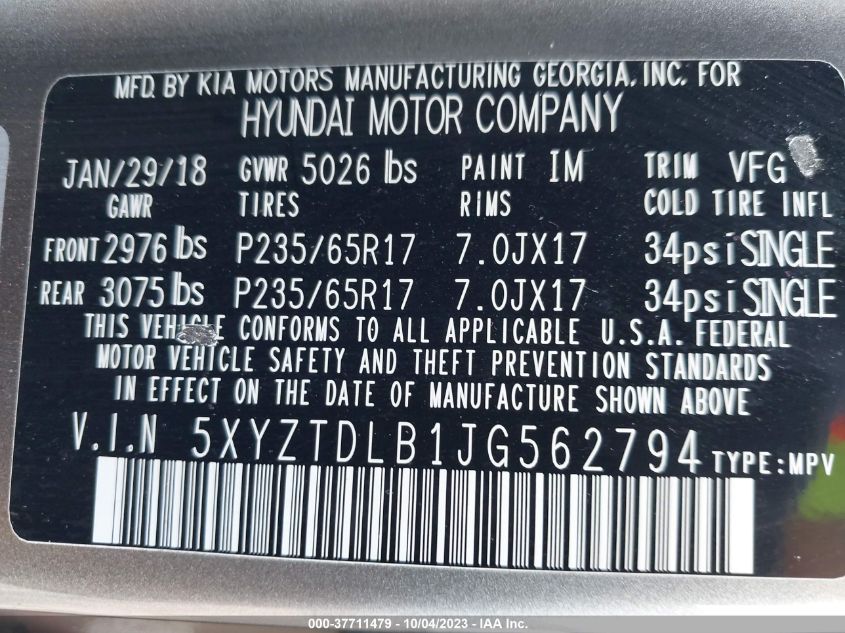 MFD. BY KIA MOTORS MANUFACTURING GEORGIA, INC. FOR
HYUNDAI MOTOR COMPANY
JAN/29/18 GVWR 5026 lbs PAINT IM TRIM VFG
GAWR TIRES RIMS COLD TIRE INFL
FRONT 2976 lbs P235/65R17 7.0JX17 34psi SINGLE
REAR 3075 lbs P235/65R17 7.0JX17 34psi SINGLE
THIS VEHICLE CONFORMS TO ALL APPLICABLE U.S.A. FEDERAL
MOTOR VEHICLE SAFETY AND THEFT PREVENTION STANDARDS
IN EFFECT ON THE DATE OF MANUFACTURE SHOWN ABOVE
V.I.N 5XYZTDLB1JG562794 TYPE:MPV
000-37711479 - 10/04/2023 - IAA Inc.